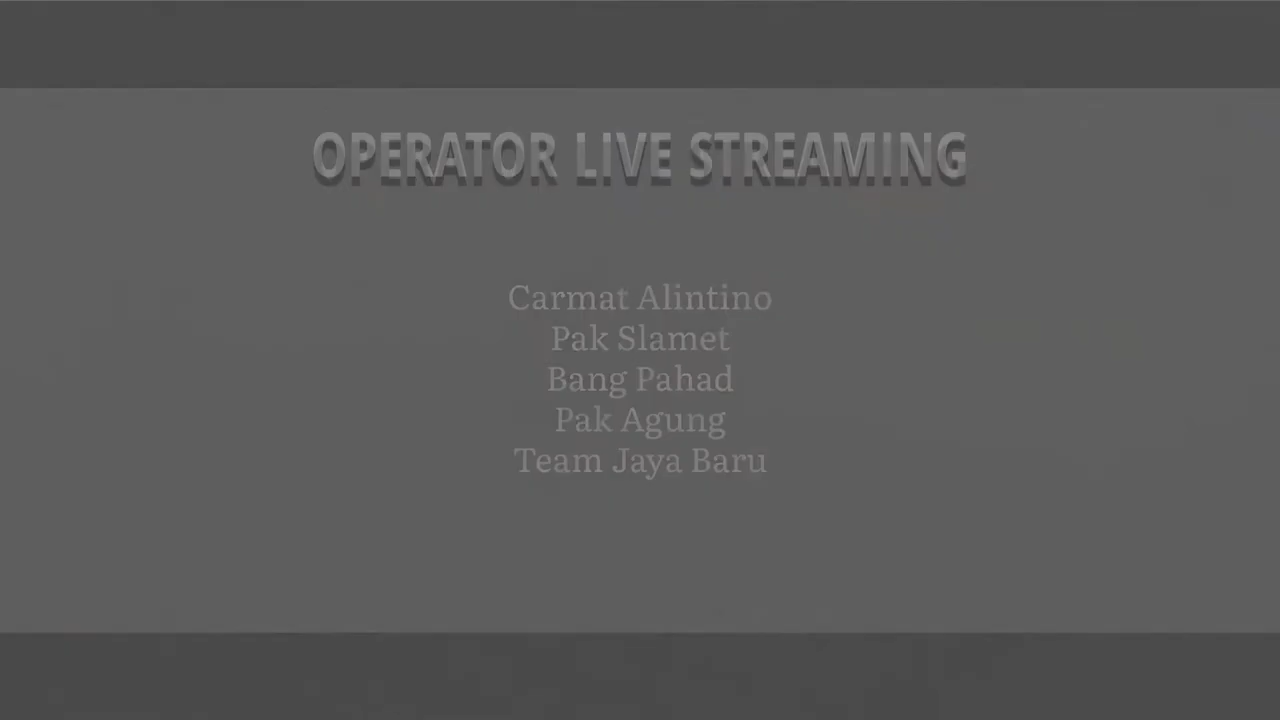 OPERATOR LIVE STREAMING
Carmat Alintino
Pak Slamet
Bang Pahad
Pak Agung
Team Jaya Baru